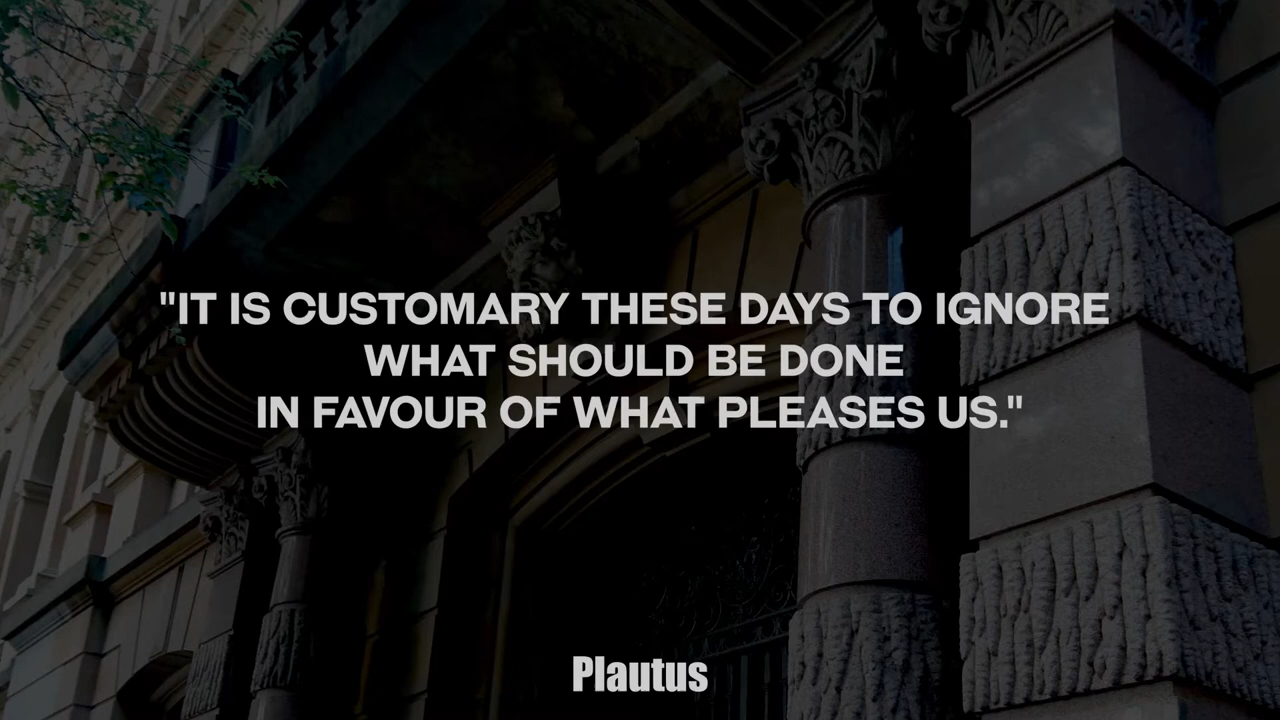 "IT IS CUSTOMARY THESE DAYS TO IGNORE
WHAT SHOULD BE DONE
IN FAVOUR OF WHAT PLEASES US."
Plautus